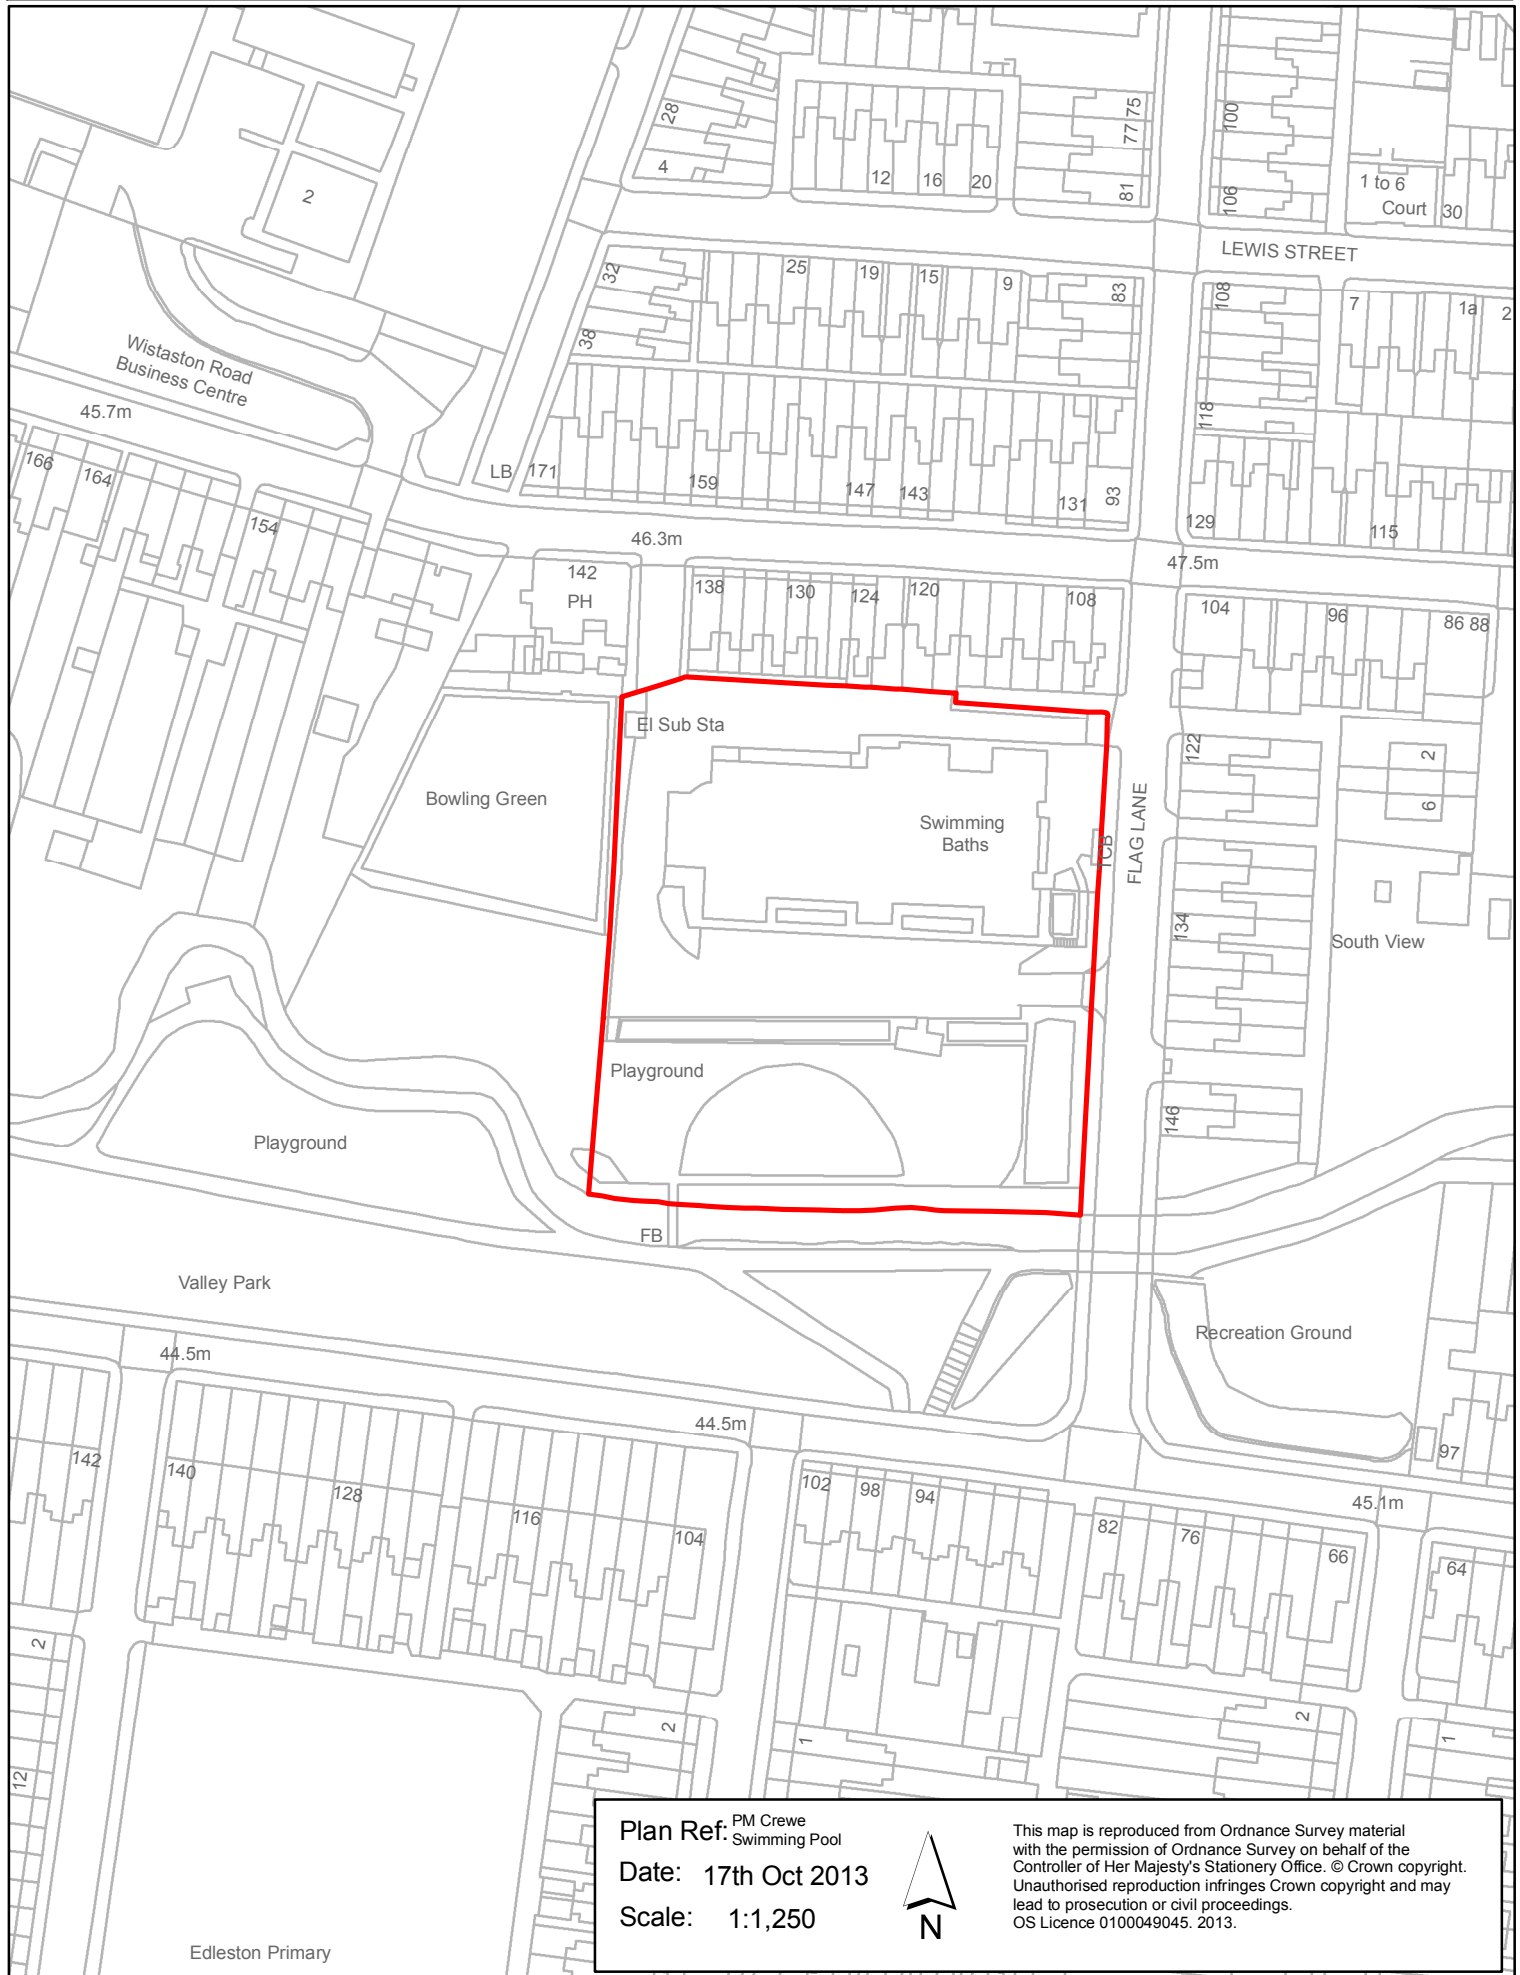 28
4
12
16
20
77 75
81
100
106
1 to 6
Court
30
2
LEWIS STREET
32
38
25
19
15
9
83
108
118
7
1a
2
Wistaston Road
Business Centre
45.7m
166
164
154
LB
171
159
147
143
131
93
129
115
46.3m
47.5m
142
PH
138
130
124
120
108
104
96
86 88
El Sub Sta
Bowling Green
Swimming
Baths
TCB
FLAG LANE
122
2
6
134
South View
Playground
146
Playground
FB
Valley Park
Recreation Ground
44.5m
44.5m
45.1m
142
140
128
116
104
102
98
94
82
76
66
64
97
2
12
2
1
2
1
Edleston Primary
Plan Ref: PM Crewe
Swimming Pool
Date: 17th Oct 2013
Scale: 1:1,250
N
This map is reproduced from Ordnance Survey material
with the permission of Ordnance Survey on behalf of the
Controller of Her Majesty's Stationery Office. © Crown copyright.
Unauthorised reproduction infringes Crown copyright and may
lead to prosecution or civil proceedings.
OS Licence 0100049045. 2013.